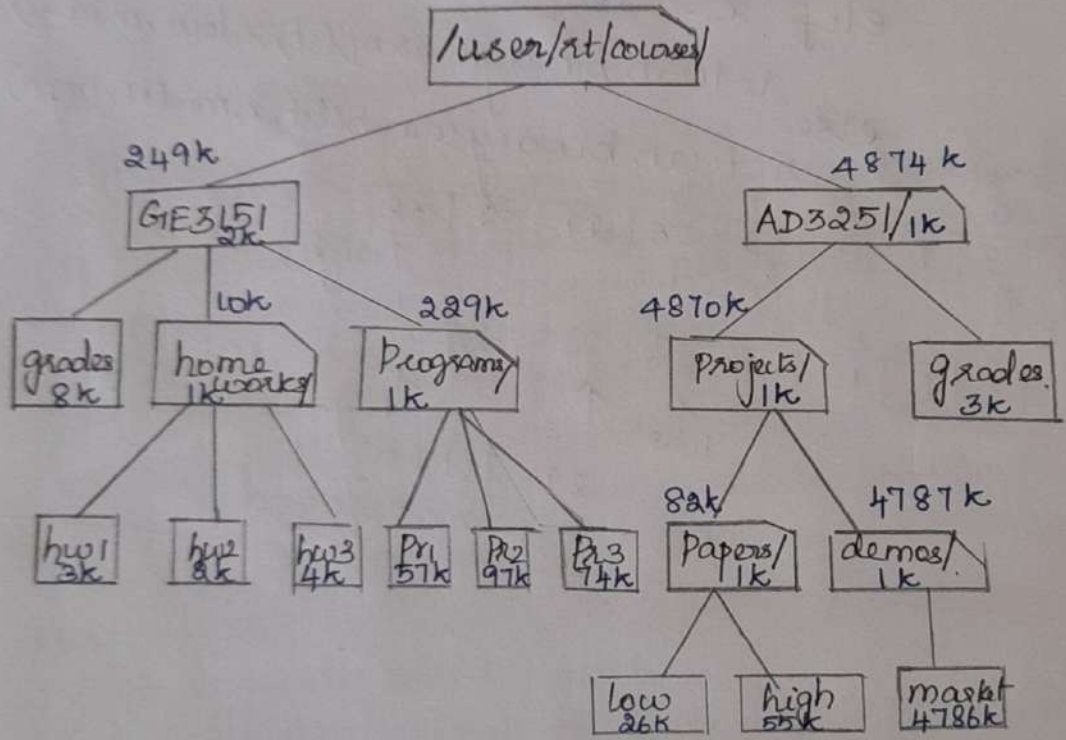 /user/rt/courses/
249k
4874k
GE3151
2k
AD3251/1k
10k
229k
4870k
grades
8k
home
works/
1k
Programs/
1k
Projects/
1k
grades.
3k
82k
4787k
hw1
3k
hw2
2k
hw3
4k
Pr1
57k
Pr2
97k
Pr3
74k
Papers/
1k
demos/.
1k
low
26k
high
55k
market
4786k